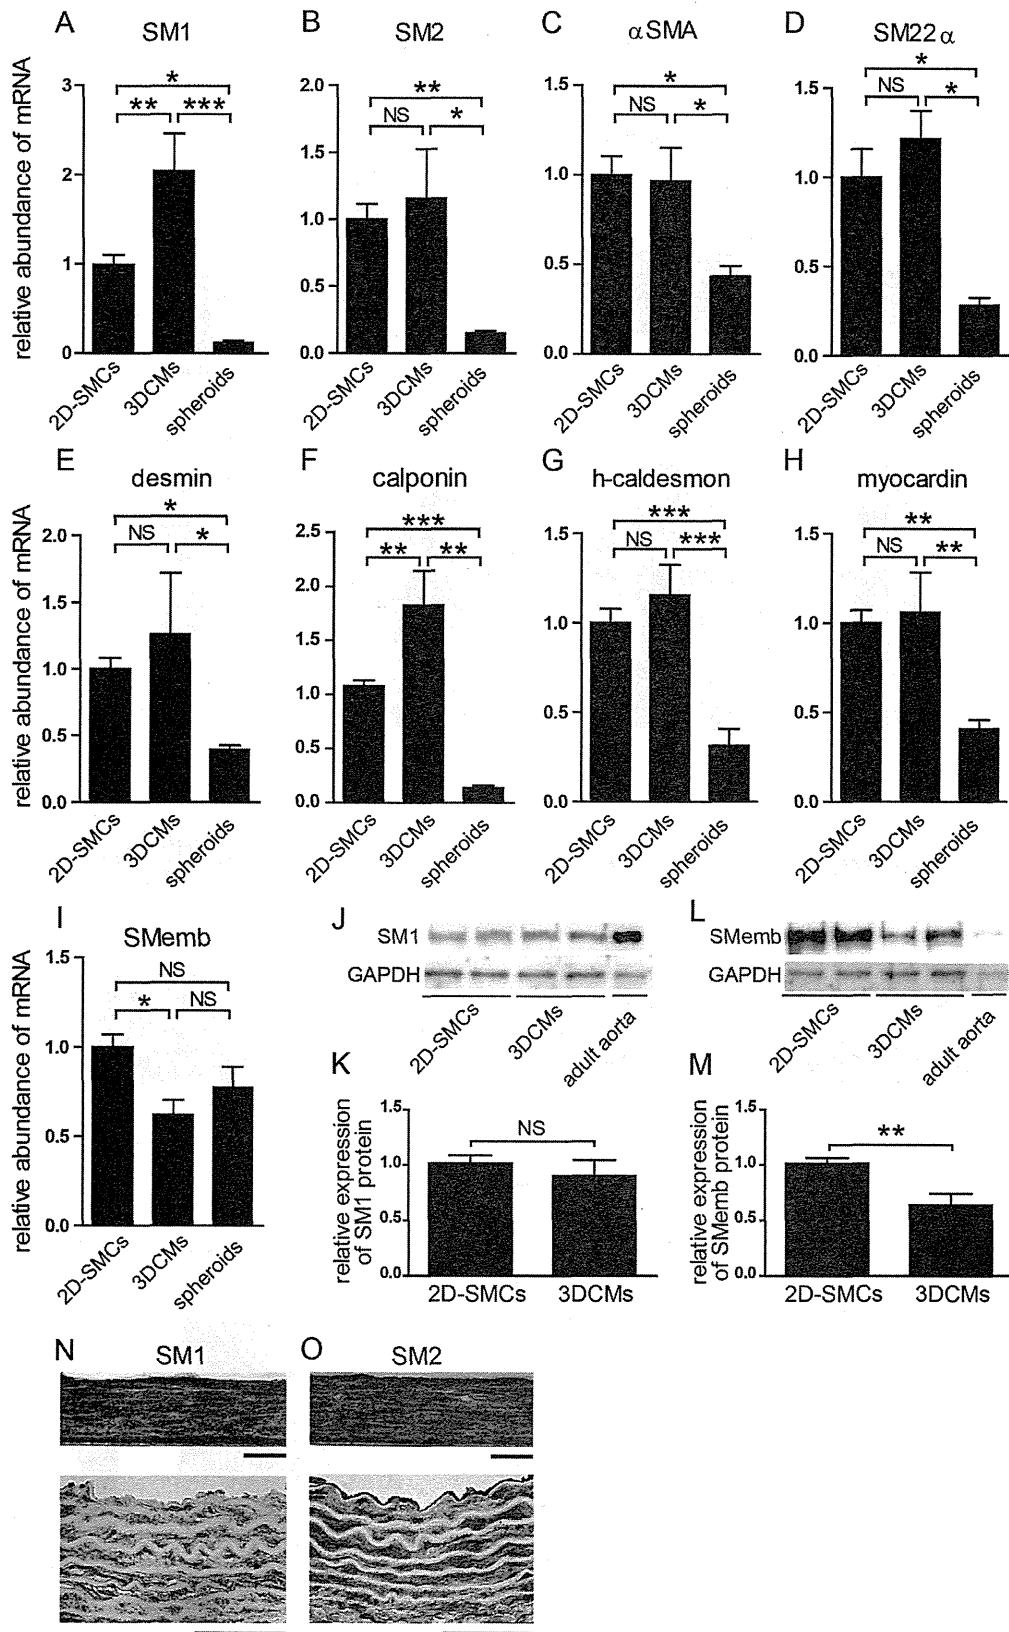 A
SM1
relative abundance of mRNA
3
2
1
0
*
** ***
2D-SMCs
3DCMs
spheroids
B
SM2
2.0
1.5
1.0
0.5
0.0
**
NS *
2D-SMCs
3DCMs
spheroids
C
αSMA
1.5
1.0
0.5
0.0
*
NS *
2D-SMCs
3DCMs
spheroids
D
SM22 α
1.5
1.0
0.5
0.0
*
NS *
2D-SMCs
3DCMs
spheroids
E
desmin
relative abundance of mRNA
2.0
1.5
1.0
0.5
0.0
*
NS *
2D-SMCs
3DCMs
spheroids
F
calponin
2.5
2.0
1.5
1.0
0.5
0.0
***
** **
2D-SMCs
3DCMs
spheroids
G
h-caldesmon
1.5
1.0
0.5
0.0
***
NS ***
2D-SMCs
3DCMs
spheroids
H
myocardin
1.5
1.0
0.5
0.0
**
NS **
2D-SMCs
3DCMs
spheroids
I
SMemb
relative abundance of mRNA
1.5
1.0
0.5
0.0
NS
* NS
2D-SMCs
3DCMs
spheroids
J
SM1
GAPDH
2D-SMCs
3DCMs
adult aorta
L
SMemb
GAPDH
2D-SMCs
3DCMs
adult aorta
K
relative expression
of SM1 protein
1.5
1.0
0.5
0.0
NS
2D-SMCs
3DCMs
M
relative expression
of SMemb protein
1.5
1.0
0.5
0.0
**
2D-SMCs
3DCMs
N
SM1
O
SM2